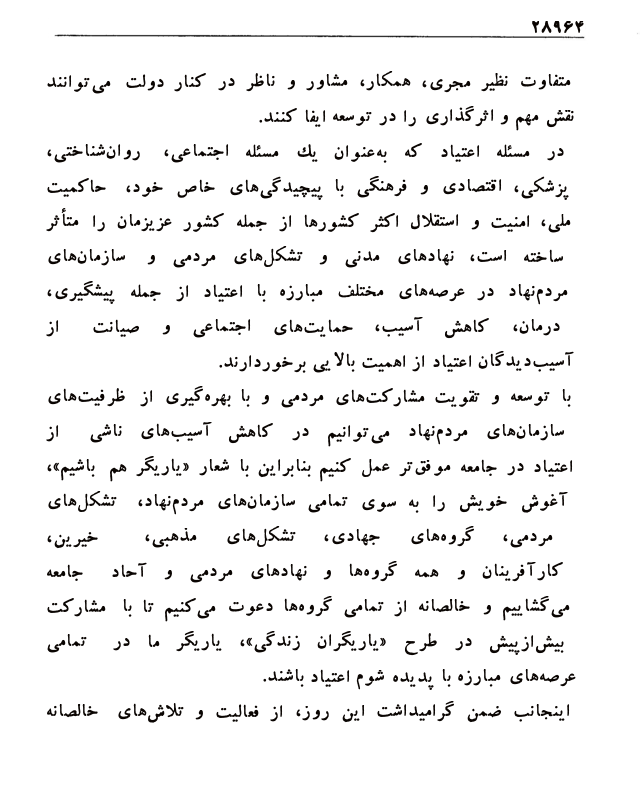 ۲۸۹۶۴
متفاوت نظیر مجری، همکار، مشاور و ناظر در کنار دولت می‌توانند
نقش مهم و اثرگذاری را در توسعه ایفا کنند.
در مسئله اعتیاد که به‌عنوان یك مسئله اجتماعی، روان‌شناختی،
پزشکی، اقتصادی و فرهنگی با پیچیدگی‌های خاص خود، حاکمیت
ملی، امنیت و استقلال اکثر کشورها از جمله کشور عزیزمان را متأثر
ساخته است، نهادهای مدنی و تشکل‌های مردمی و سازمان‌های
مردم‌نهاد در عرصه‌های مختلف مبارزه با اعتیاد از جمله پیشگیری،
درمان، کاهش آسیب، حمایت‌های اجتماعی و صیانت از
آسیب‌دیدگان اعتیاد از اهمیت بالایی برخوردارند.
با توسعه و تقویت مشارکت‌های مردمی و با بهره‌گیری از ظرفیت‌های
سازمان‌های مردم‌نهاد می‌توانیم در کاهش آسیب‌های ناشی از
اعتیاد در جامعه موفق‌تر عمل کنیم بنابراین با شعار «یاریگر هم باشیم»،
آغوش خویش را به سوی تمامی سازمان‌های مردم‌نهاد، تشکل‌های
مردمی، گروه‌های جهادی، تشکل‌های مذهبی، خیرین،
کارآفرینان و همه گروه‌ها و نهادهای مردمی و آحاد جامعه
می‌گشاییم و خالصانه از تمامی گروه‌ها دعوت می‌کنیم تا با مشارکت
بیش‌ازپیش در طرح «یاریگران زندگی»، یاریگر ما در تمامی
عرصه‌های مبارزه با پدیده شوم اعتیاد باشند.
اینجانب ضمن گرامیداشت این روز، از فعالیت و تلاش‌های خالصانه